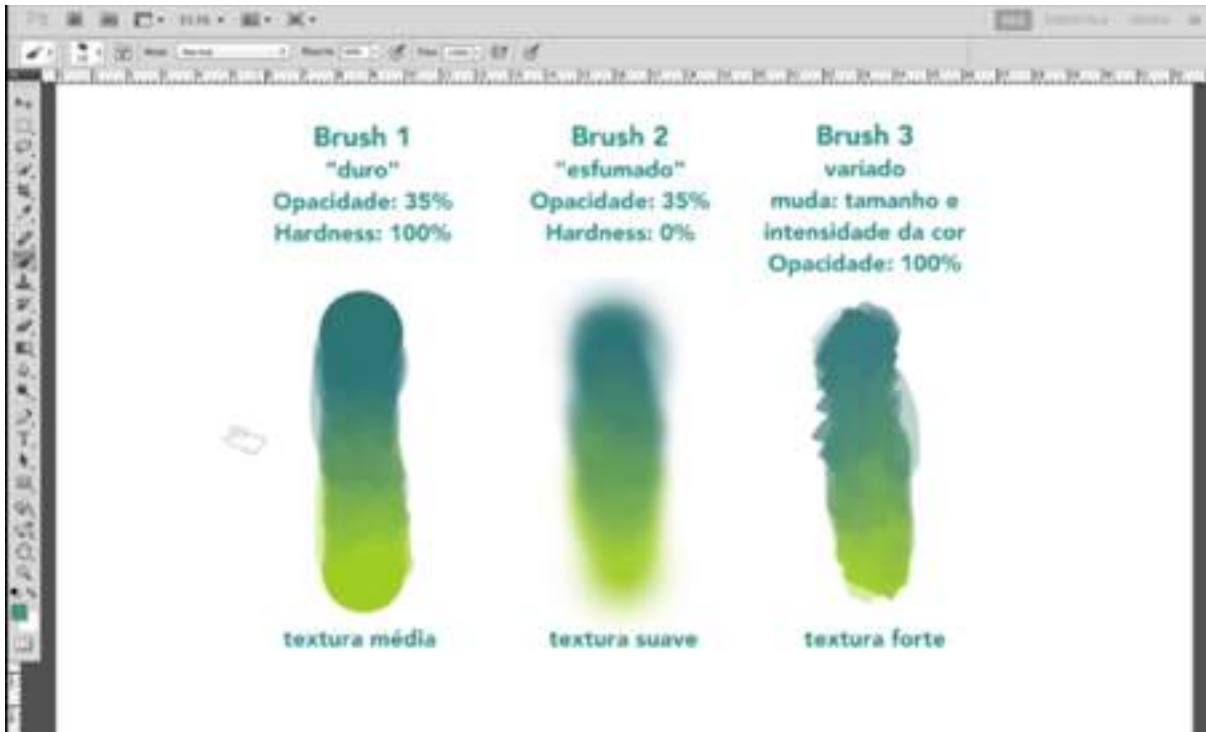 Brush 1
"duro"
Opacidade: 35%
Hardness: 100%
textura média
Brush 2
"esfumado"
Opacidade: 35%
Hardness: 0%
textura suave
Brush 3
variado
muda: tamanho e
intensidade da cor
Opacidade: 100%
textura forte